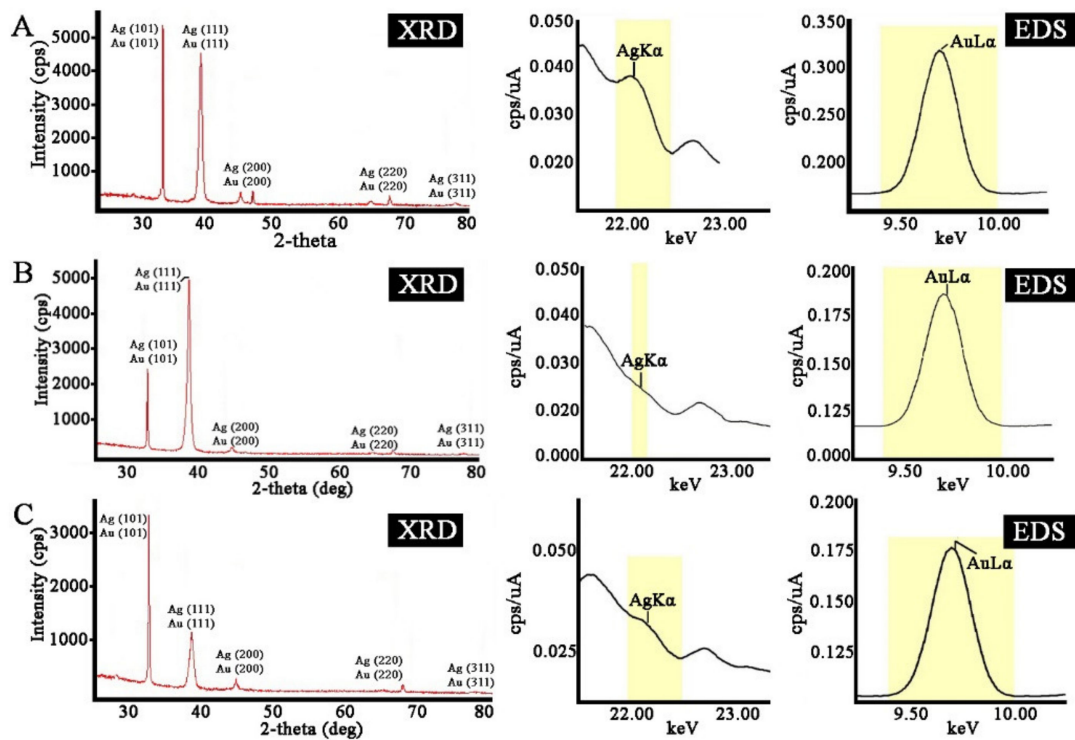 A
XRD
Intensity (cps)
5000
4000
3000
2000
1000
Ag (101)
Au (101)
Ag (111)
Au (111)
Ag (200)
Au (200)
Ag (220)
Au (220)
Ag (311)
Au (311)
30 40 50 60 70 80
2-theta
cps/uA
0.050
0.040
0.030
0.020
0.000
AgKα
22.00 23.00
keV
EDS
cps/uA
0.350
0.300
0.250
0.200
0.000
AuLα
9.50 10.00
keV
B
XRD
Intensity (cps)
5000
4000
3000
2000
1000
Ag (111)
Au (111)
Ag (101)
Au (101)
Ag (200)
Au (200)
Ag (220)
Au (220)
Ag (311)
Au (311)
30 40 50 60 70 80
2-theta (deg)
cps/uA
0.050
0.040
0.030
0.020
0.000
AgKα
22.00 23.00
keV
EDS
cps/uA
0.200
0.175
0.150
0.125
0.000
AuLα
9.50 10.00
keV
C
XRD
Intensity (cps)
3000
2000
1000
Ag (101)
Au (101)
Ag (111)
Au (111)
Ag (200)
Au (200)
Ag (220)
Au (220)
Ag (311)
Au (311)
30 40 50 60 70 80
2-theta (deg)
cps/uA
0.050
0.025
AgKα
22.00 23.00
keV
EDS
cps/uA
0.200
0.175
0.150
0.125
AuLα
9.50 10.00
keV